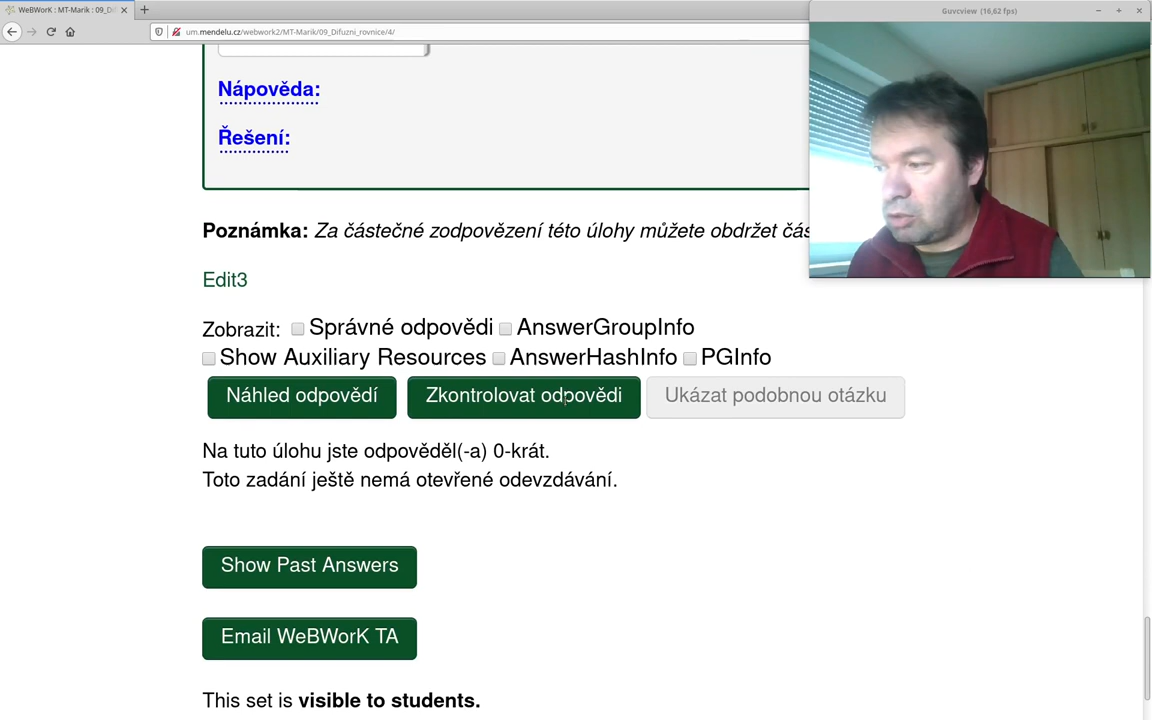 WeBWorK : MT-Marik : 09_Di
Guvcview (16,62 fps)
um.mendelu.cz/webwork2/MT-Marik/09_Difuzni_rovnice/4/
Nápověda:
Řešení:
Poznámka: Za částečné zodpovězení této úlohy můžete obdržet čás
Edit3
Zobrazit: Správné odpovědi AnswerGroupInfo
Show Auxiliary Resources AnswerHashInfo PGInfo
Náhled odpovědí Zkontrolovat odpovědi Ukázat podobnou otázku
Na tuto úlohu jste odpověděl(-a) 0-krát.
Toto zadání ještě nemá otevřené odevzdávání.
Show Past Answers
Email WeBWorK TA
This set is visible to students.